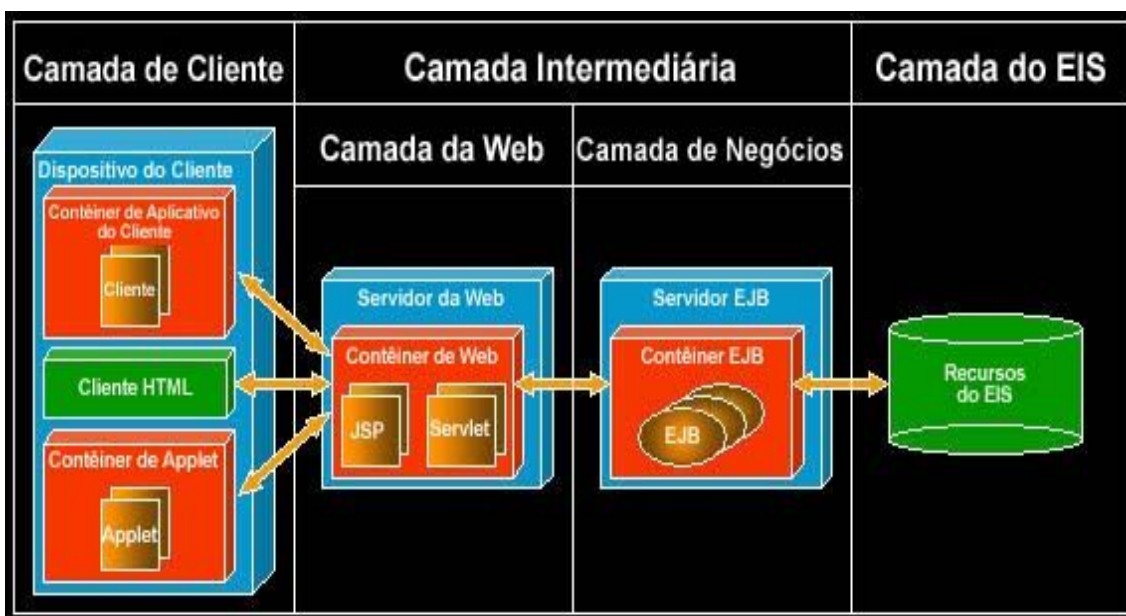 Camada de Cliente
Camada Intermediária
Camada do EIS
Camada da Web
Camada de Negócios
Dispositivo do Cliente
Contêiner de Aplicativo
do Cliente
Cliente
Cliente HTML
Contêiner de Applet
Applet
Servidor da Web
Contêiner de Web
JSP
Servlet
Servidor EJB
Contêiner EJB
EJB
Recursos
do EIS